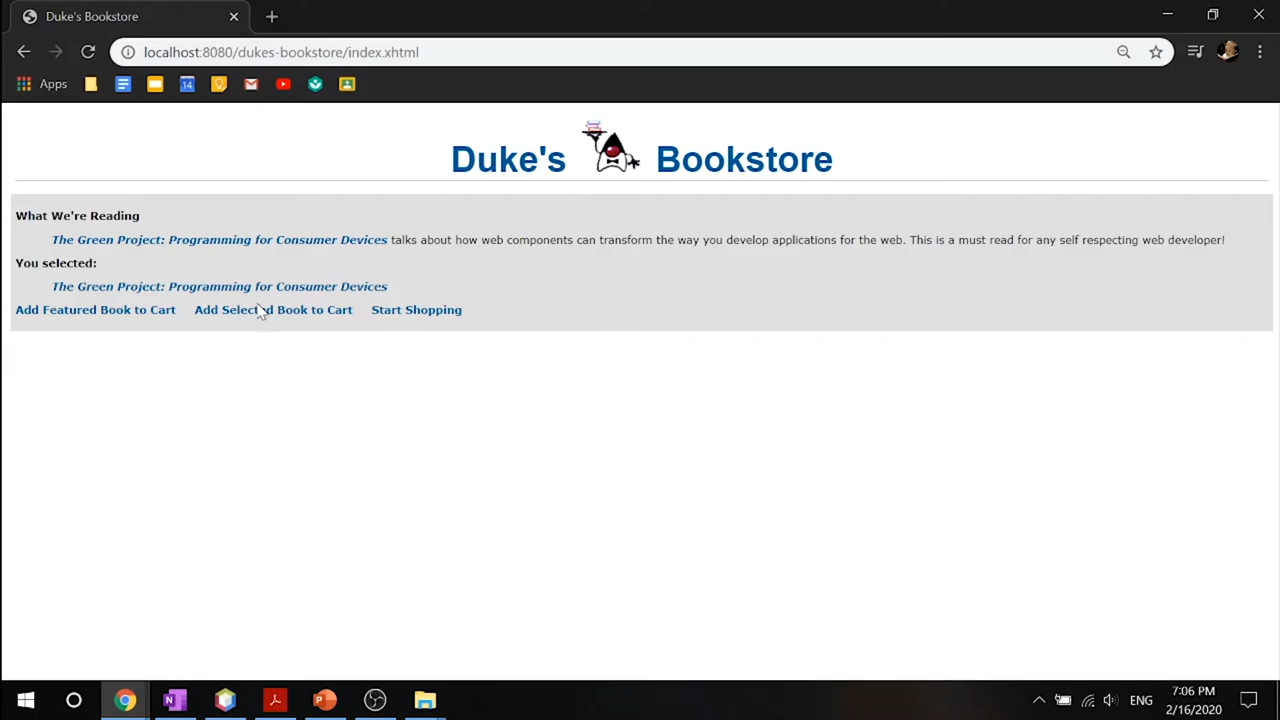 Duke's Bookstore
localhost:8080/dukes-bookstore/index.xhtml
Apps
14
Duke's Bookstore
What We're Reading
The Green Project: Programming for Consumer Devices talks about how web components can transform the way you develop applications for the web. This is a must read for any self respecting web developer!
You selected:
The Green Project: Programming for Consumer Devices
Add Featured Book to Cart Add Selected Book to Cart Start Shopping
ENG
7:06 PM
2/16/2020